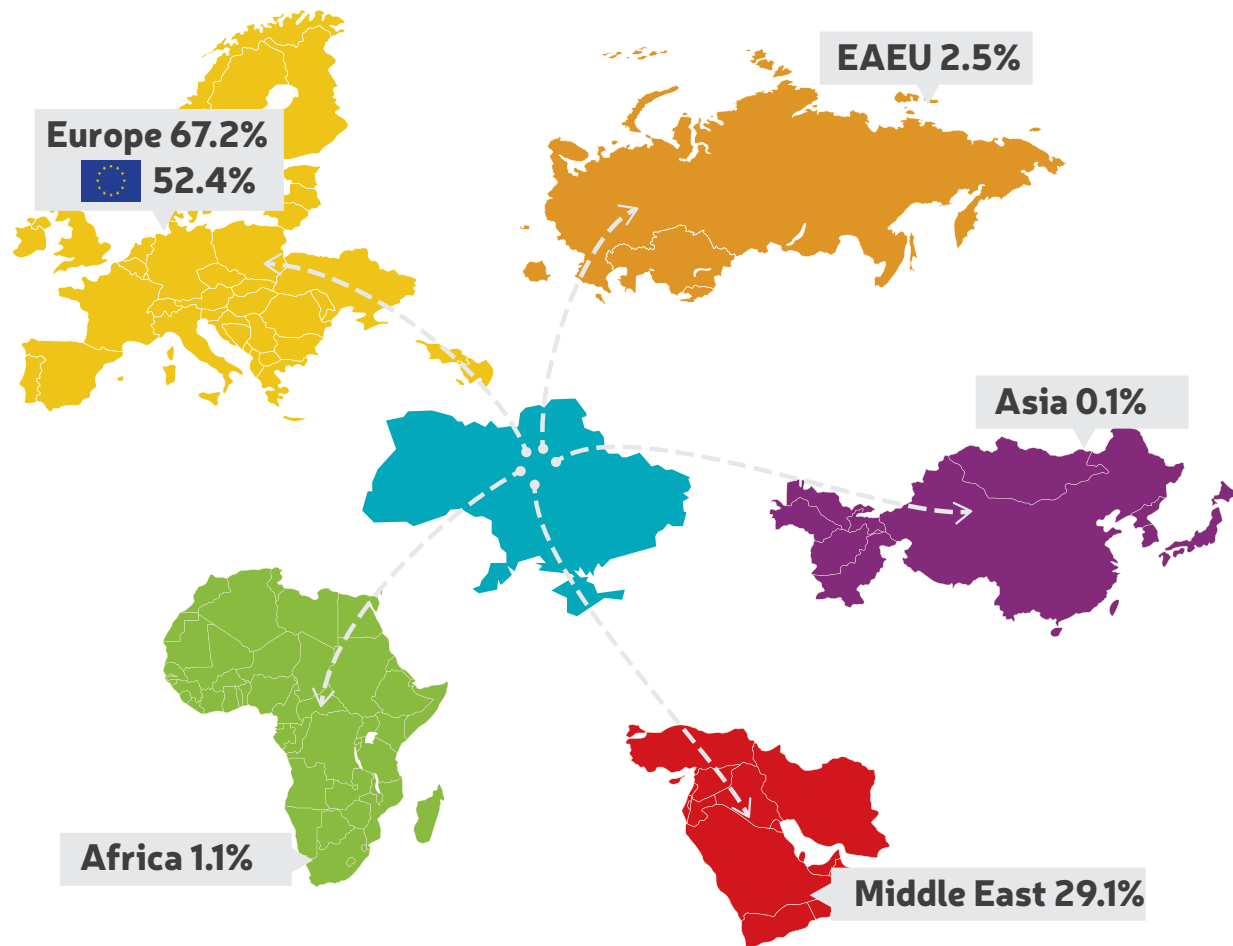 EAEU 2.5%
Europe 67.2%
52.4%
Asia 0.1%
Africa 1.1%
Middle East 29.1%